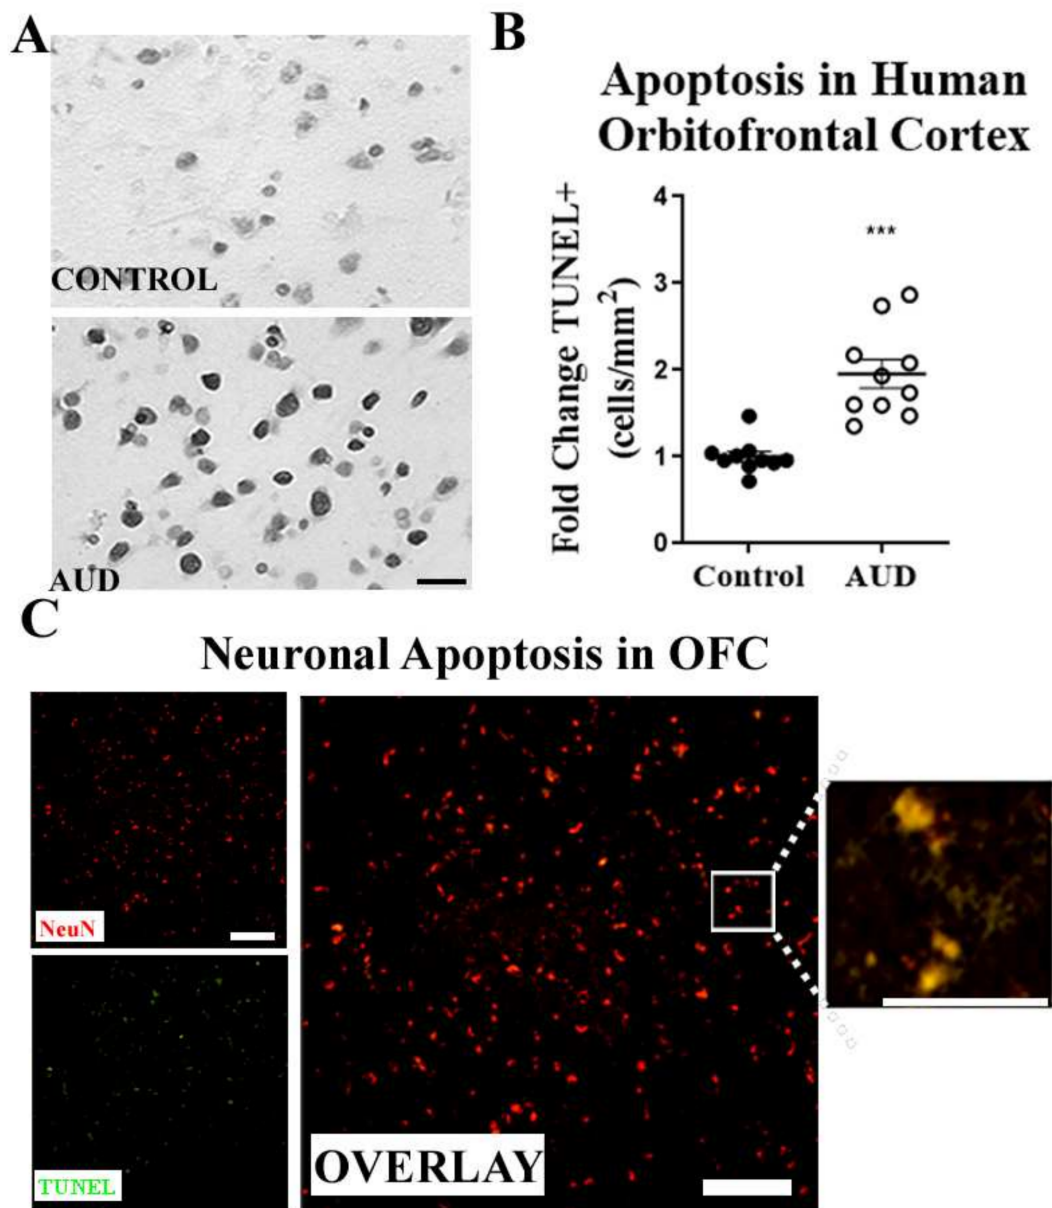 A
CONTROL
AUD
B
Apoptosis in Human
Orbitofrontal Cortex
Fold Change TUNEL+
(cells/mm²)
4
3
2
1
0
***
Control
AUD
C
Neuronal Apoptosis in OFC
NeuN
TUNEL
OVERLAY